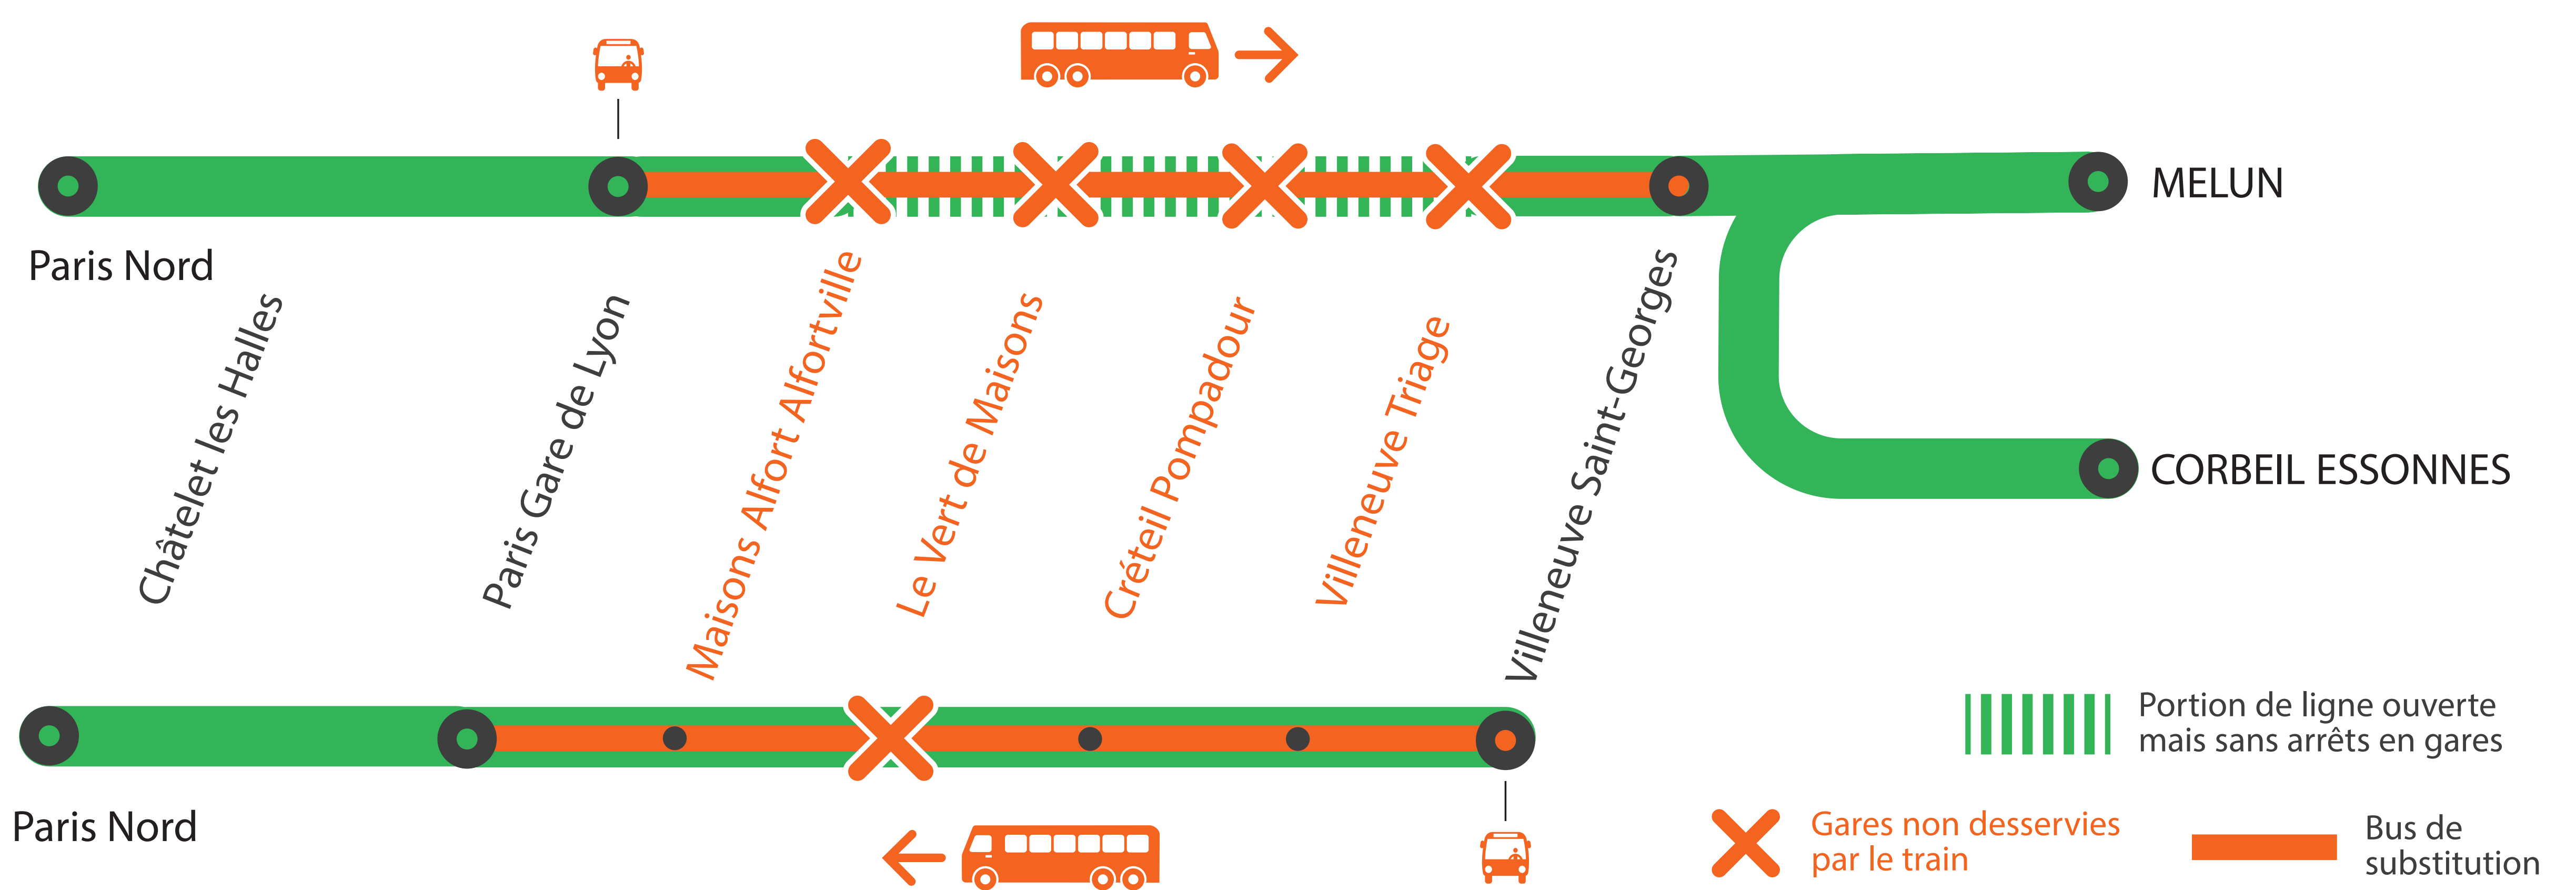 MELUN
Paris Nord
Châtelet les Halles
Paris Gare de Lyon
Maisons Alfort Alfortville
Le Vert de Maisons
Créteil Pompadour
Villeneuve Triage
Villeneuve Saint-Georges
CORBEIL ESSONNES
Paris Nord
Portion de ligne ouverte
mais sans arrêts en gares
Gares non desservies
par le train
Bus de
substitution